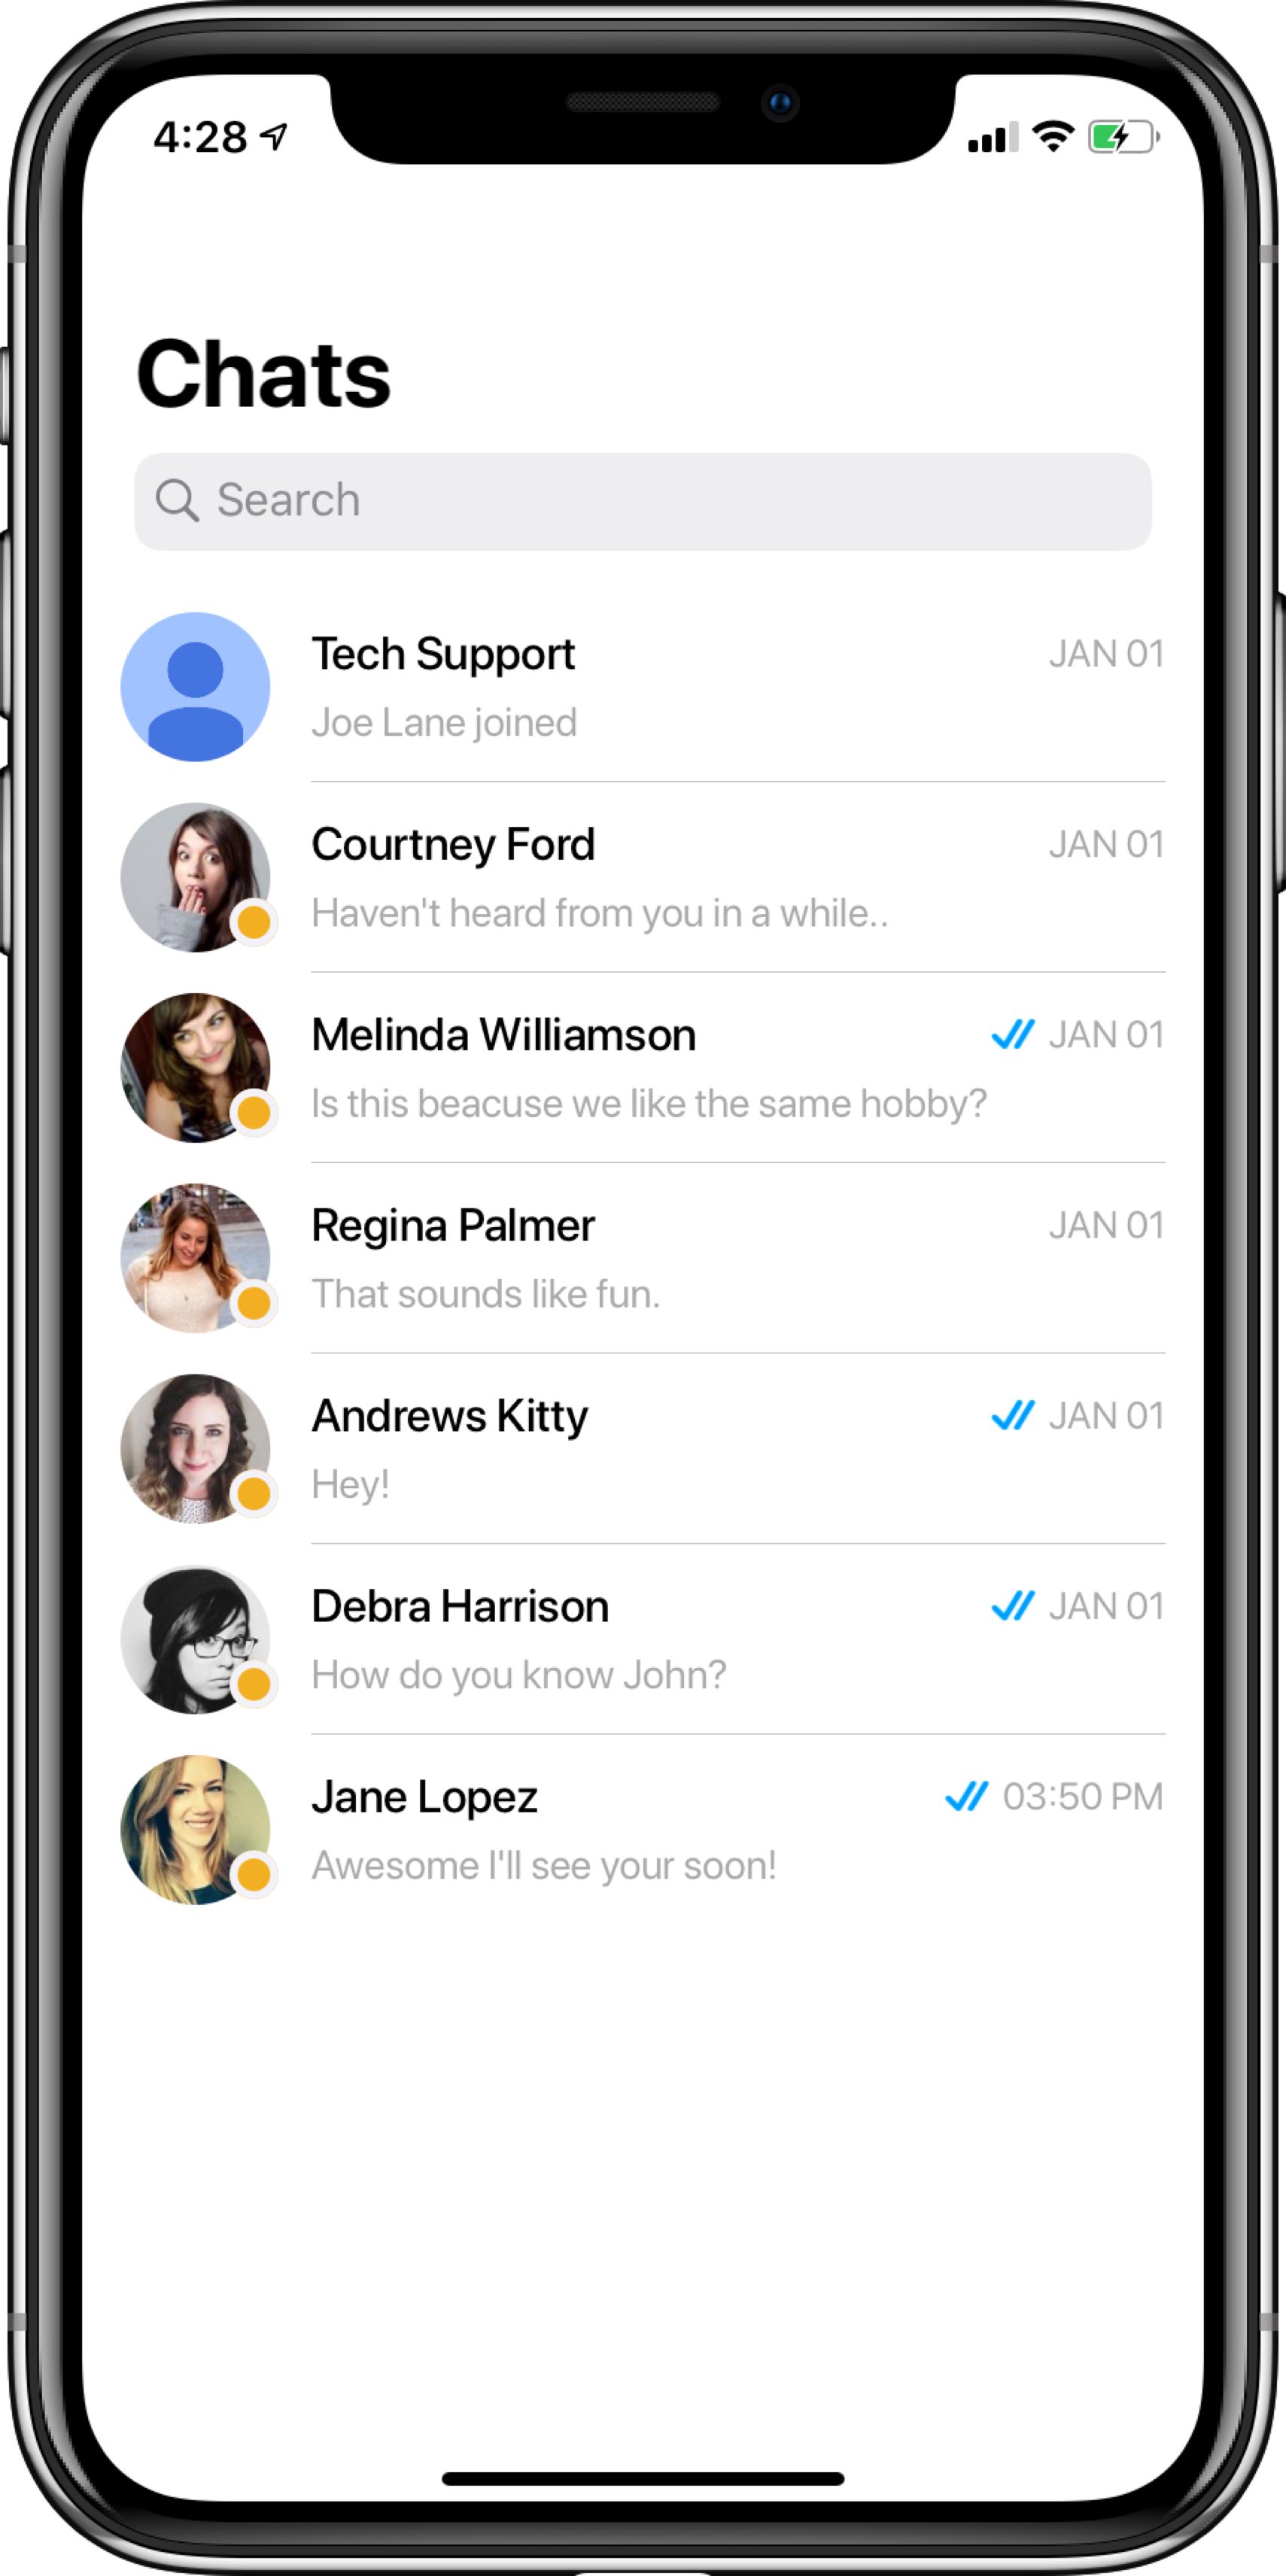 4:28
Chats
Search
Tech Support JAN 01
Joe Lane joined
Courtney Ford JAN 01
Haven't heard from you in a while..
Melinda Williamson JAN 01
Is this beacuse we like the same hobby?
Regina Palmer JAN 01
That sounds like fun.
Andrews Kitty JAN 01
Hey!
Debra Harrison JAN 01
How do you know John?
Jane Lopez 03:50 PM
Awesome I'll see your soon!